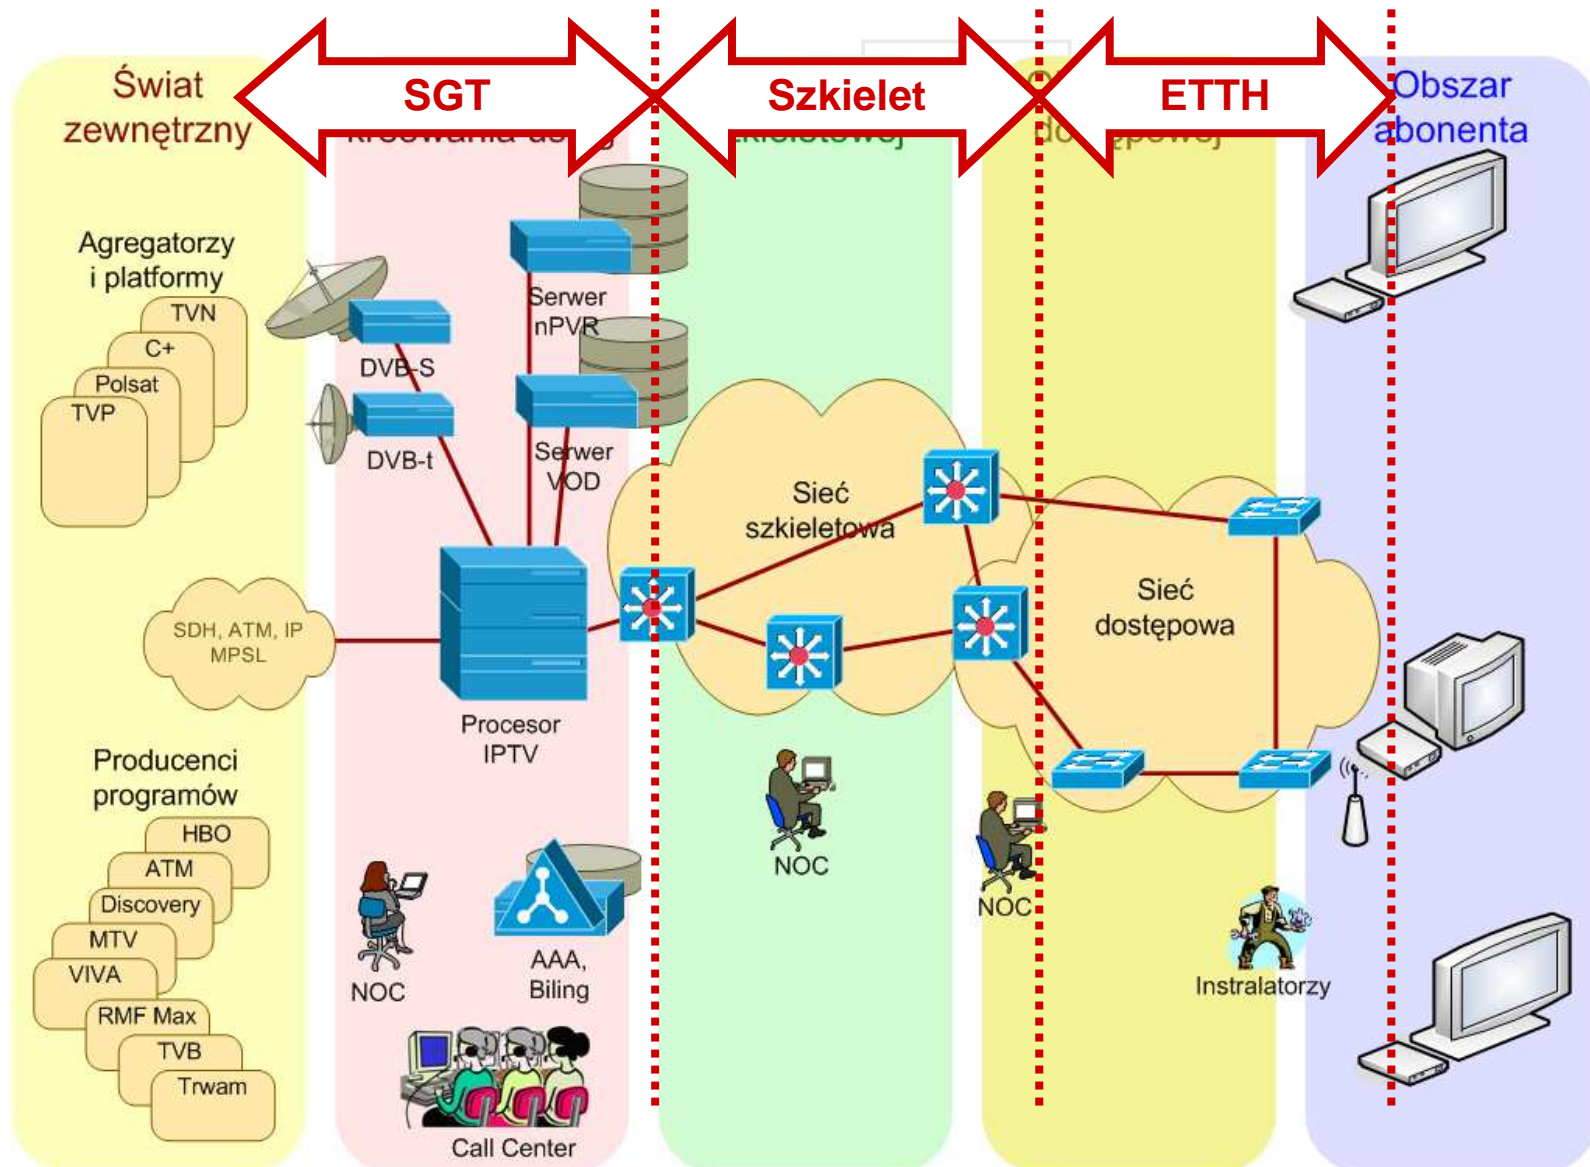 SGT
Szkielet
ETTH
Świat
zewnętrzny
Obszar
abonenta
Agregatorzy
i platformy
TVN
C+
Polsat
TVP
SDH, ATM, IP
MPSL
Producenci
programów
HBO
ATM
Discovery
MTV
VIVA
RMF Max
TVB
Trwam
DVB-S
DVB-t
Serwer
nPVR
Serwer
VOD
Procesor
IPTV
NOC
AAA,
Biling
Call Center
Sieć
szkieletowa
NOC
Sieć
dostępowa
NOC
Instralatorzy